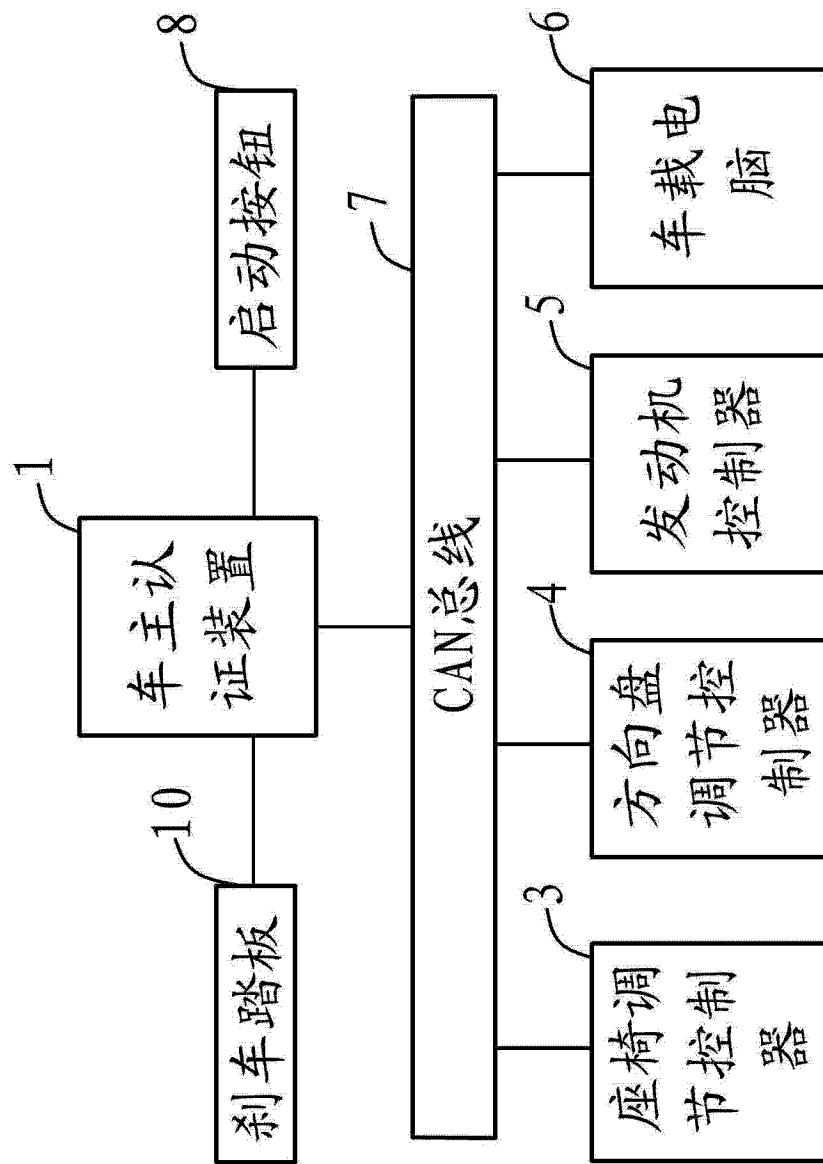 10
刹车踏板
1
车主认
证装置
8
启动按钮
7
CAN总线
3
座椅调
节控制
器
4
方向盘
调节控
制器
5
发动机
控制器
6
车载电
脑